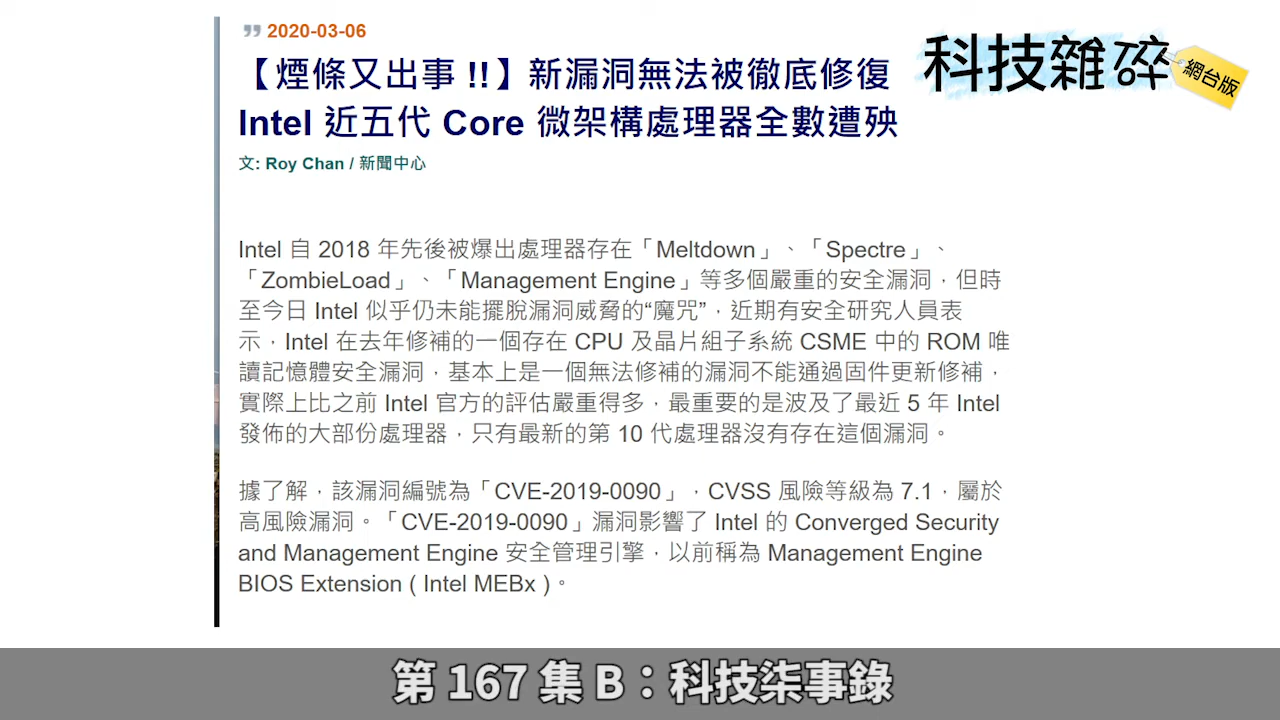 2020-03-06
【煙條又出事 !!】新漏洞無法被徹底修復
Intel 近五代 Core 微架構處理器全數遭殃
文: Roy Chan / 新聞中心
科技雜碎
網台版
Intel 自 2018 年先後被爆出處理器存在「Meltdown」、「Spectre」、
「ZombieLoad」、「Management Engine」等多個嚴重的安全漏洞，但時
至今日 Intel 似乎仍未能擺脫漏洞威脅的“魔咒”，近期有安全研究人員表
示，Intel 在去年修補的一個存在 CPU 及晶片組子系統 CSME 中的 ROM 唯
讀記憶體安全漏洞，基本上是一個無法修補的漏洞不能通過固件更新修補，
實際上比之前 Intel 官方的評估嚴重得多，最重要的是波及了最近 5 年 Intel
發佈的大部份處理器，只有最新的第 10 代處理器沒有存在這個漏洞。
據了解，該漏洞編號為「CVE-2019-0090」，CVSS 風險等級為 7.1，屬於
高風險漏洞。「CVE-2019-0090」漏洞影響了 Intel 的 Converged Security
and Management Engine 安全管理引擎，以前稱為 Management Engine
BIOS Extension ( Intel MEBx )。
第 167 集 B：科技柒事錄